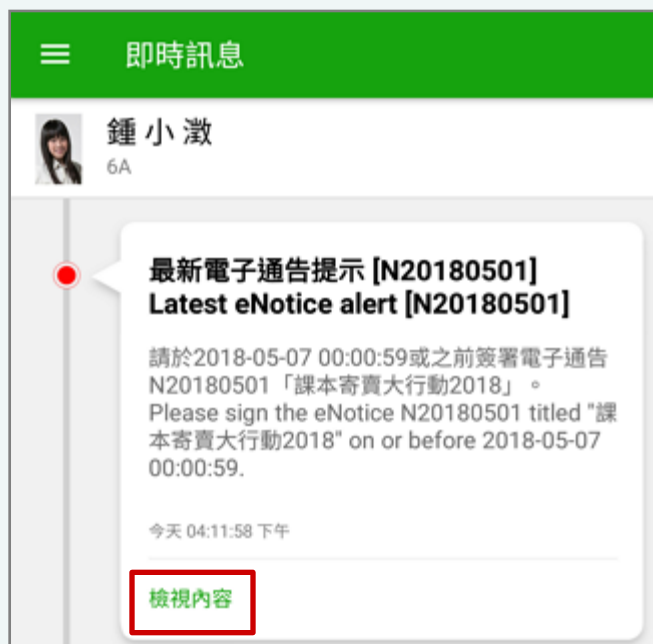 即時訊息
鍾小澂
6A
最新電子通告提示 [N20180501]
Latest eNotice alert [N20180501]
請於2018-05-07 00:00:59或之前簽署電子通告
N20180501「課本寄賣大行動2018」。
Please sign the eNotice N20180501 titled "課
本寄賣大行動2018" on or before 2018-05-07
00:00:59.
今天 04:11:58 下午
檢視內容